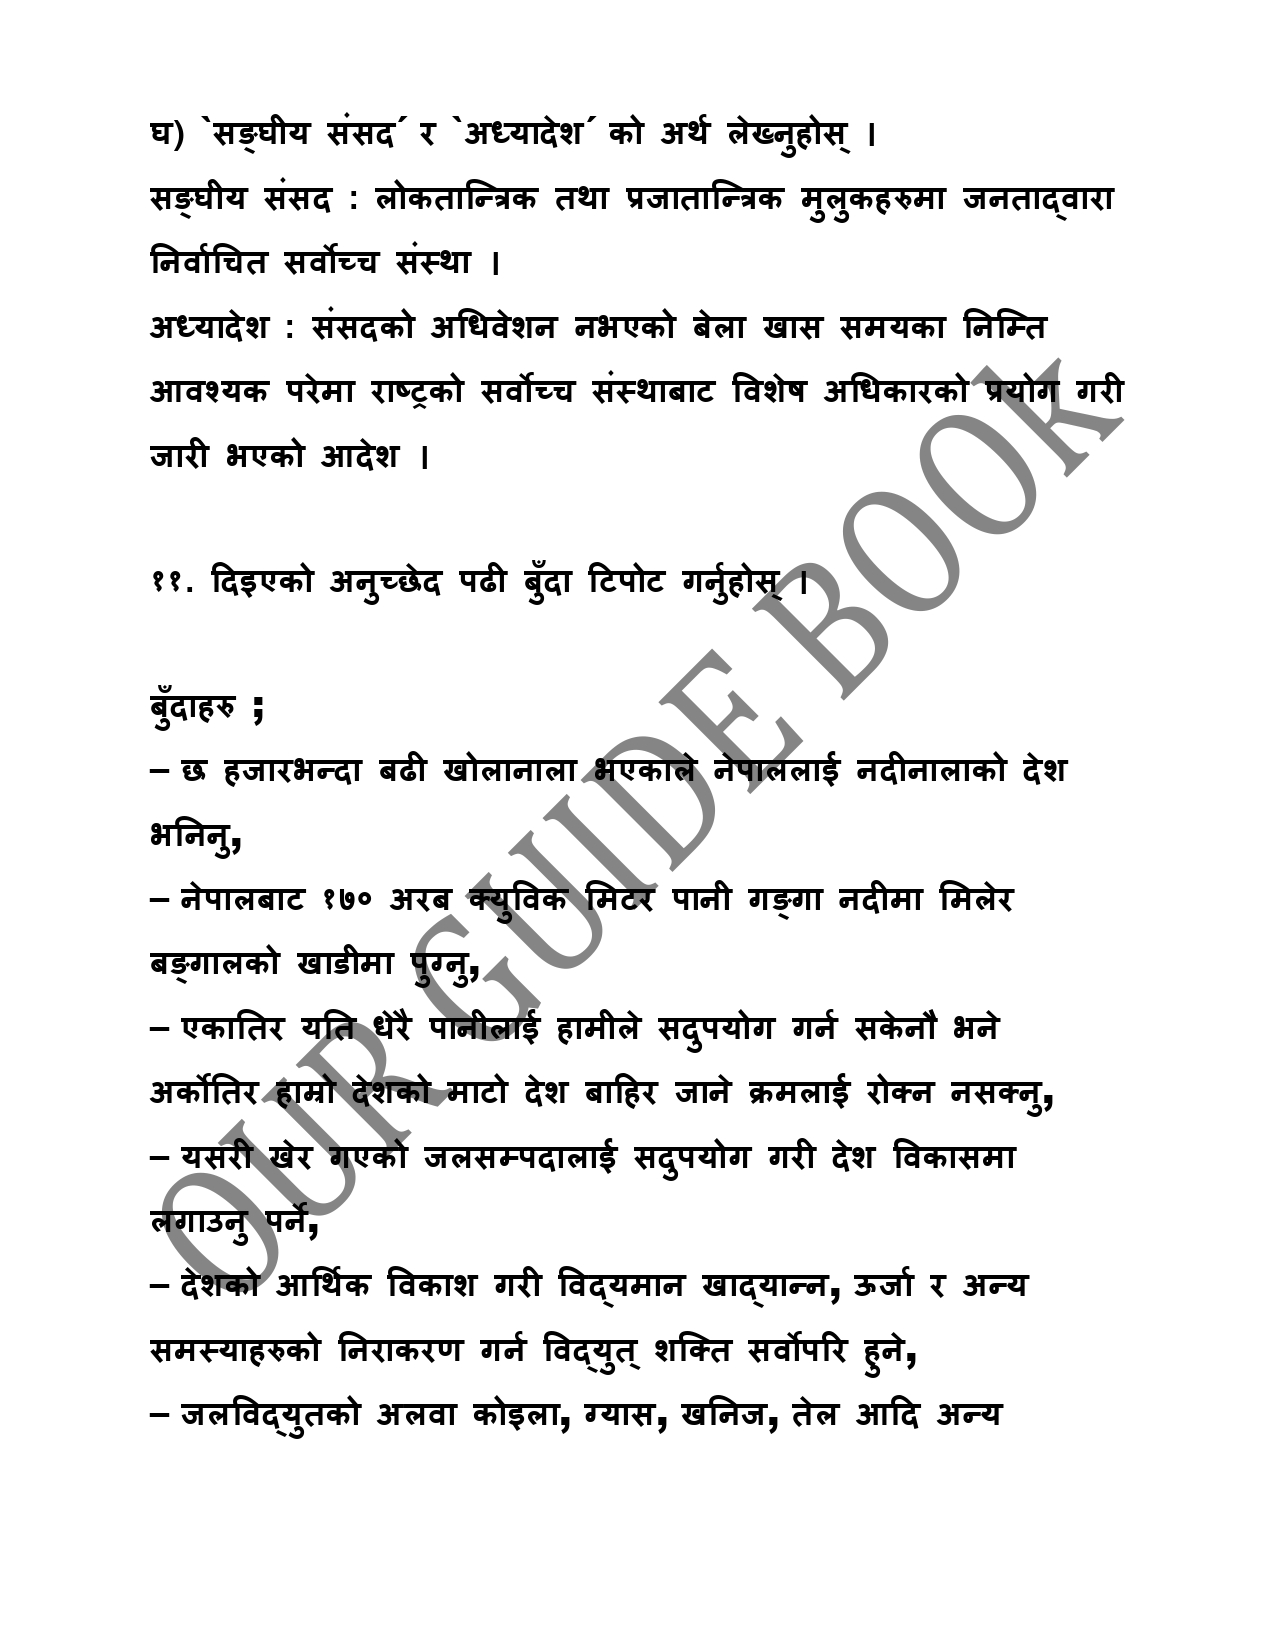 घ) `सङ्घीय संसद´ र `अध्यादेश´ को अर्थ लेख्नुहोस् ।
सङ्घीय संसद : लोकतान्त्रिक तथा प्रजातान्त्रिक मुलुकहरुमा जनताद्वारा
निर्वाचित सर्वोच्च संस्था ।
अध्यादेश : संसदको अधिवेशन नभएको बेला खास समयका निम्ति
आवश्यक परेमा राष्ट्रको सर्वोच्च संस्थाबाट विशेष अधिकारको प्रयोग गरी
जारी भएको आदेश ।
११. दिइएको अनुच्छेद पढी बुँदा टिपोट गर्नुहोस् ।
बुँदाहरु ;
– छ हजारभन्दा बढी खोलानाला भएकाले नेपाललाई नदीनालाको देश
भनिनु,
– नेपालबाट १७० अरब क्युविक मिटर पानी गङ्गा नदीमा मिलेर
बङ्गालको खाडीमा पुग्नु,
– एकातिर यति धेरै पानीलाई हामीले सदुपयोग गर्न सकेनौ भने
अर्कोतिर हाम्रो देशको माटो देश बाहिर जाने क्रमलाई रोक्न नसक्नु,
– यसरी खेर गएको जलसम्पदालाई सदुपयोग गरी देश विकासमा
लगाउनु पर्ने,
– देशको आर्थिक विकाश गरी विद्यमान खाद्यान्न, ऊर्जा र अन्य
समस्याहरुको निराकरण गर्न विद्युत् शक्ति सर्वोपरि हुने,
– जलविद्युतको अलवा कोइला, ग्यास, खनिज, तेल आदि अन्य
OUR GUIDE BOOk